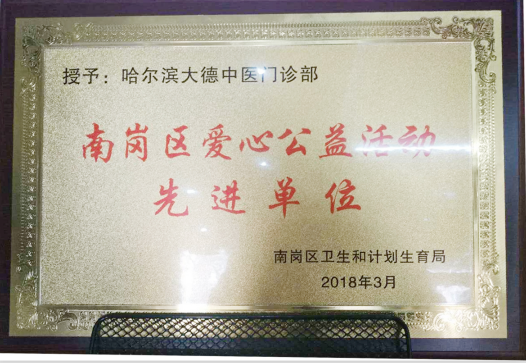 授予：哈尔滨大德中医门诊部
南岗区爱心公益活动
先进单位
南岗区卫生和计划生育局
2018年3月